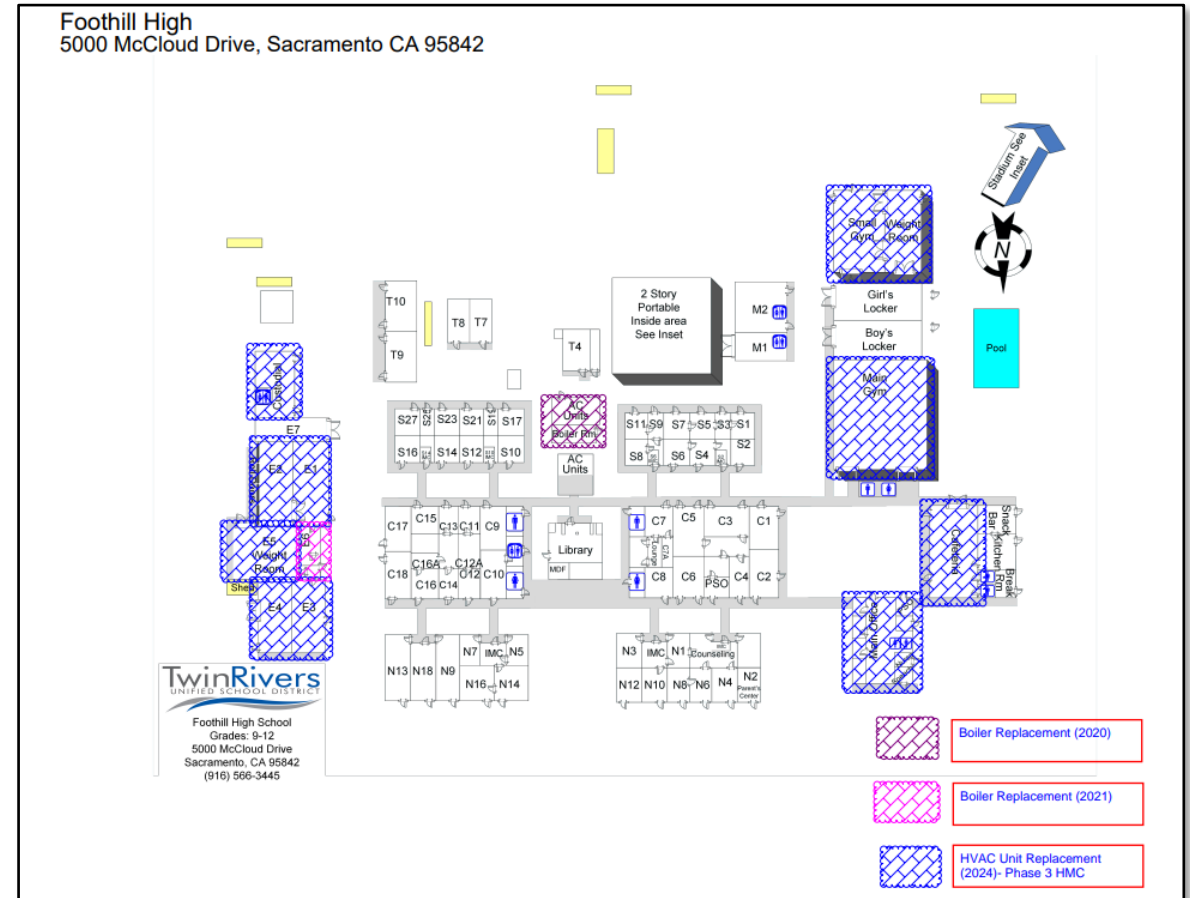 Foothill High
5000 McCloud Drive, Sacramento CA 95842
Stadium See
Inset
N
Small
Gym
Weight
Room
Girl's
Locker
Boy's
Locker
Main
Gym
Pool
2 Story
Portable
Inside area
See Inset
M2
M1
T10
T9
T8 T7
T4
Custodial
E7
E2 E1
E5
Weight
Room
E6
Shed
E4 E3
AC
Units
Boiler Rm
AC
Units
S27 S25 S23 S21 S19 S17
S16 S14 S12 S10
S11 S9 S7 S5 S3 S1
S2
S8 S6 S4
C17 C15 C13 C11 C9
C18 C16A C16 C14 C12A C12 C10
Library
MDF
C7 C5 C3 C1
CTA
Lounge
C8 C6 PSO C4 C2
Snack
Bar
Kitchen
Break
Rm
Cafeteria
Main Office
N7 IMC N5
N13 N18 N9 N16 N14
N3 IMC N1 Counseling
N12 N10 N8 N6 N4 N2
Parent's
Center
TwinRivers
UNIFIED SCHOOL DISTRICT
Foothill High School
Grades: 9-12
5000 McCloud Drive
Sacramento, CA 95842
(916) 566-3445
Boiler Replacement (2020)
Boiler Replacement (2021)
HVAC Unit Replacement
(2024)- Phase 3 HMC